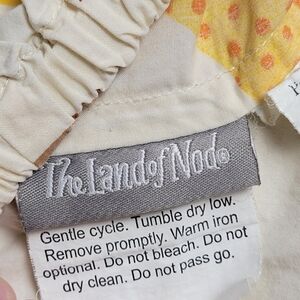 The Land of Nod®
Gentle cycle. Tumble dry low.
Remove promptly. Warm iron
optional. Do not bleach. Do not
dry clean. Do not pass go.